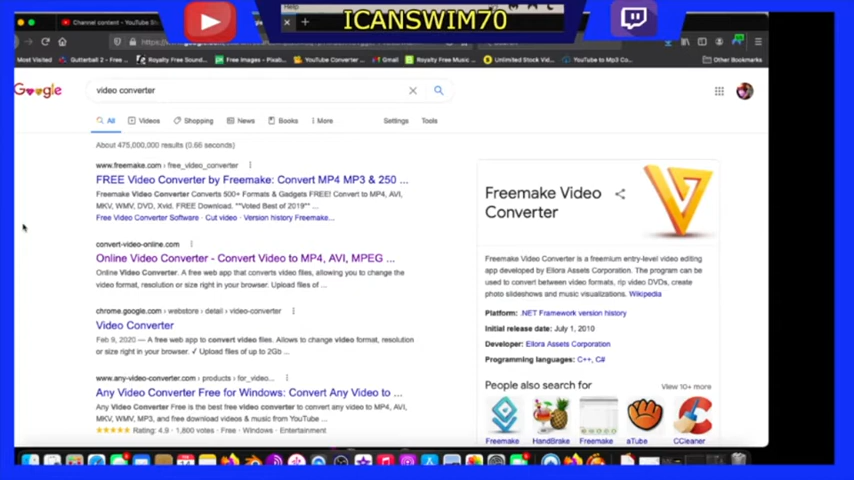 ICANSWIM70
Help
Channel content - YouTube St
Most Visited
Gutterball 2 - Free ...
Royalty Free Sound...
Free Images - Pixab...
YouTube Converter ...
Gmail
Royalty Free Music ...
Unlimited Stock Vid...
YouTube to Mp3 Co...
Other Bookmarks
Google
video converter
All
Videos
Shopping
News
Books
More
Settings
Tools
About 475,000,000 results (0.66 seconds)
www.freemake.com › free_video_converter
FREE Video Converter by Freemake: Convert MP4 MP3 & 250 ...
Freemake Video Converter Converts 500+ Formats & Gadgets FREE! Convert to MP4, AVI,
MKV, WMV, DVD, Xvid. FREE Download. **Voted Best of 2019**
Free Video Converter Software · Cut video · Version history Freemake...
convert-video-online.com
Online Video Converter - Convert Video to MP4, AVI, MPEG ...
Online Video Converter. A free web app that converts video files, allowing you to change the
video format, resolution or size right in your browser. Upload files of ...
chrome.google.com › webstore › detail › video-converter
Video Converter
Feb 9, 2020 — A free web app to convert video files. Allows to change video format, resolution
or size right in your browser. ✓ Upload files of up to 2Gb ...
www.any-video-converter.com › products › for_video...
Any Video Converter Free for Windows: Convert Any Video to ...
Any Video Converter Free is the best free video converter to convert any video to MP4, AVI,
MKV, WMV, MP3, and free download videos & music from YouTube ...
Rating: 4.9 · 1,800 votes · Free · Windows · Entertainment
Freemake Video
Converter
Freemake Video Converter is a freemium entry-level video editing
app developed by Ellora Assets Corporation. The program can be
used to convert between video formats, rip video DVDs, create
photo slideshows and music visualizations. Wikipedia
Platform: .NET Framework version history
Initial release date: July 1, 2010
Developer: Ellora Assets Corporation
Programming languages: C++, C#
People also search for
View 10+ more
Freemake
HandBrake
Freemake
aTube
CCleaner